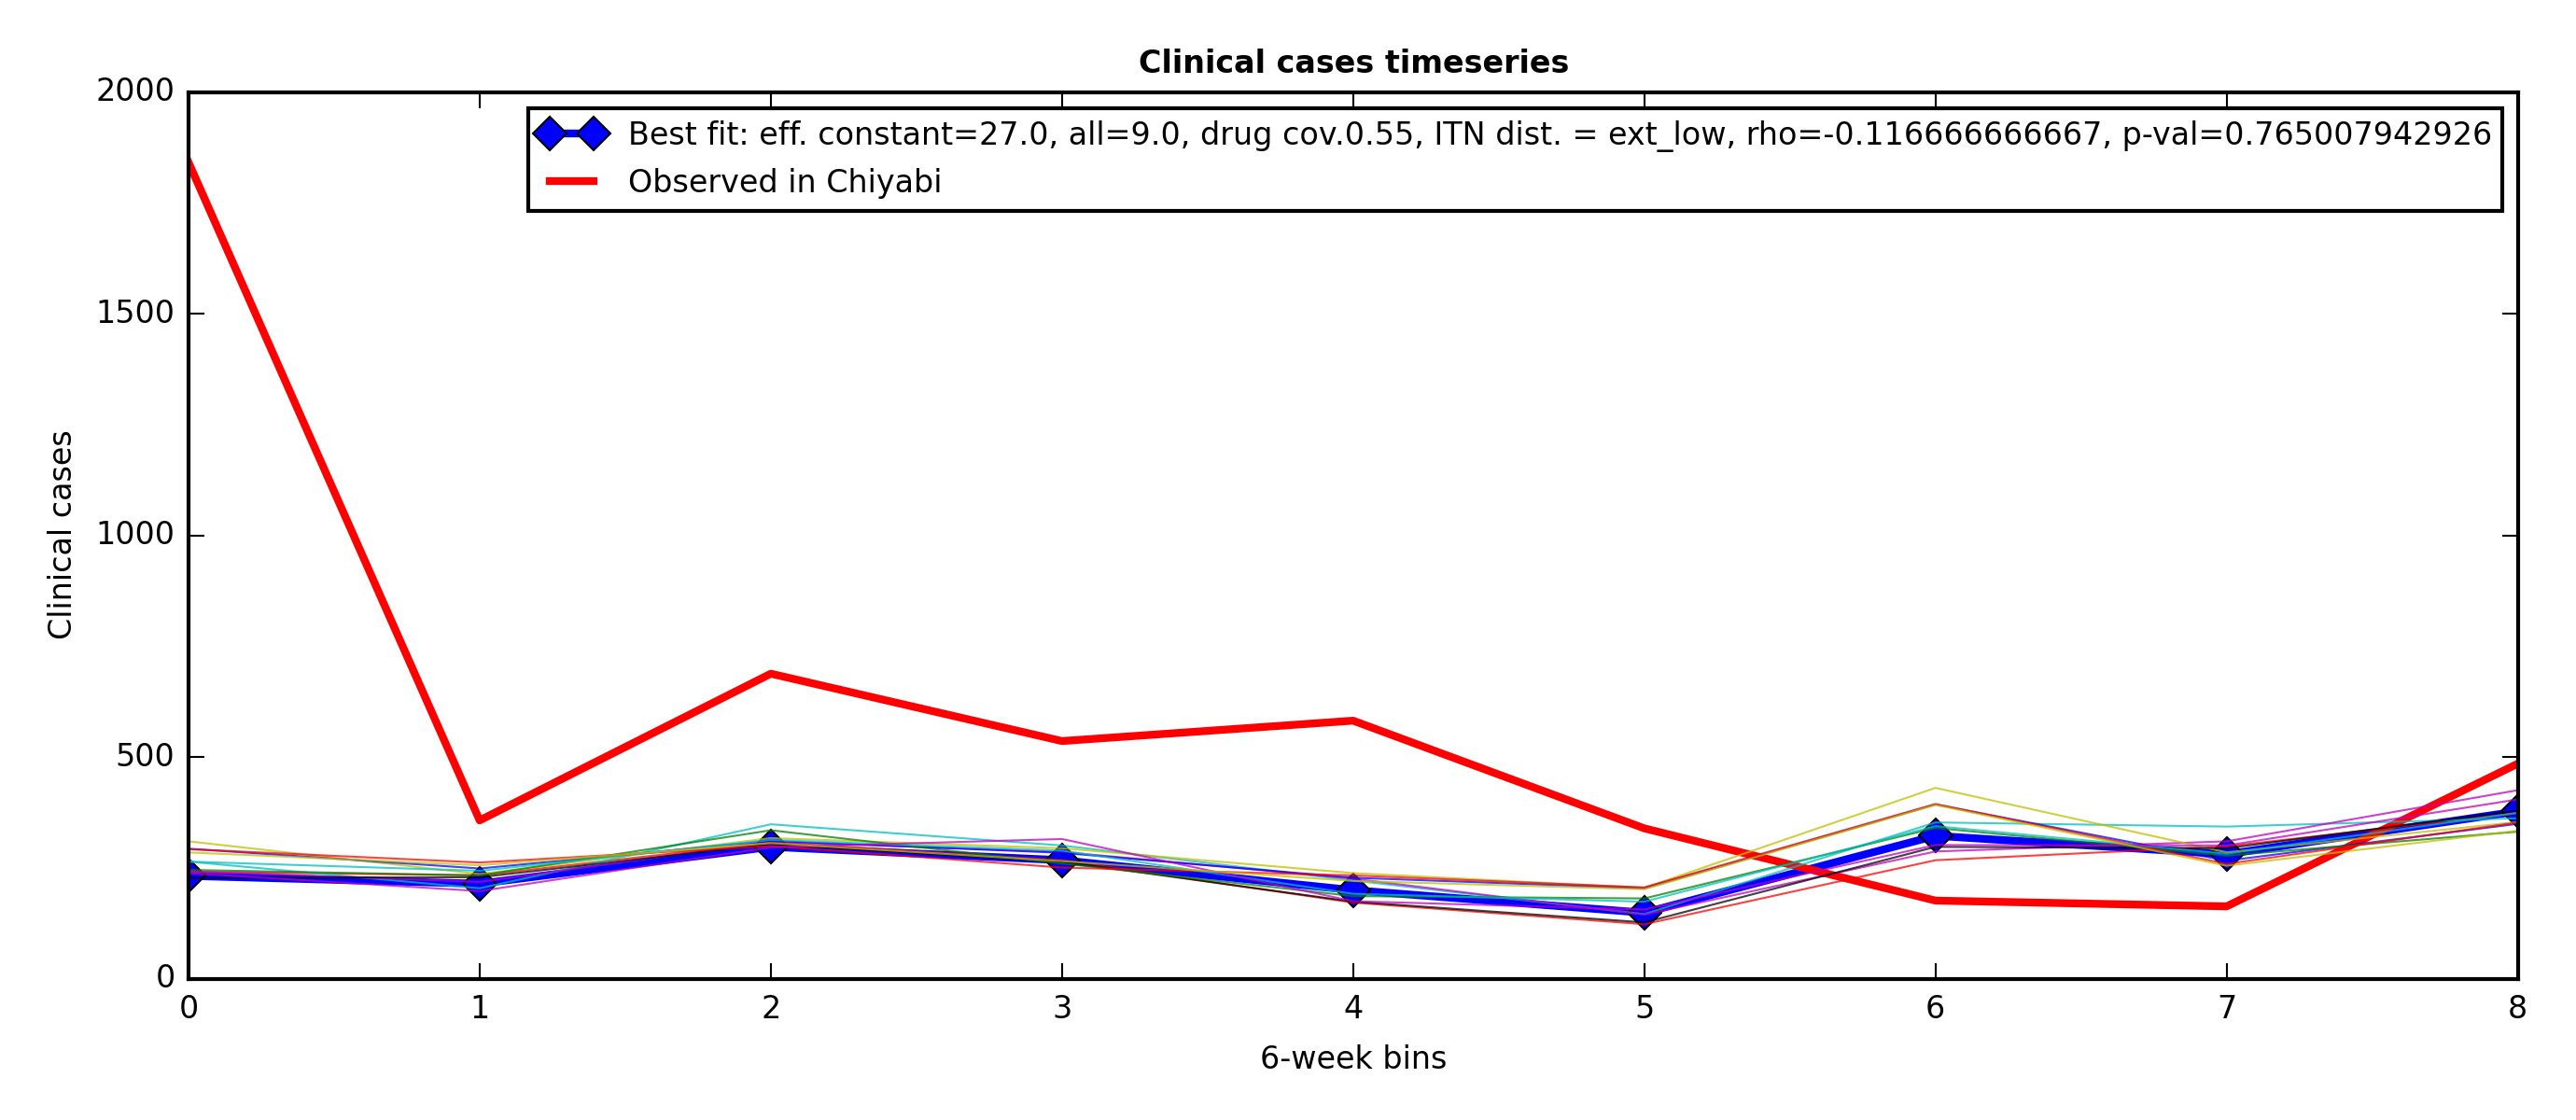 Clinical cases timeseries
2000
1500
1000
500
0
Clinical cases
Best fit: eff. constant=27.0, all=9.0, drug cov.0.55, ITN dist. = ext_low, rho=-0.116666666667, p-val=0.765007942926
Observed in Chiyabi
0 1 2 3 4 5 6 7 8
6-week bins